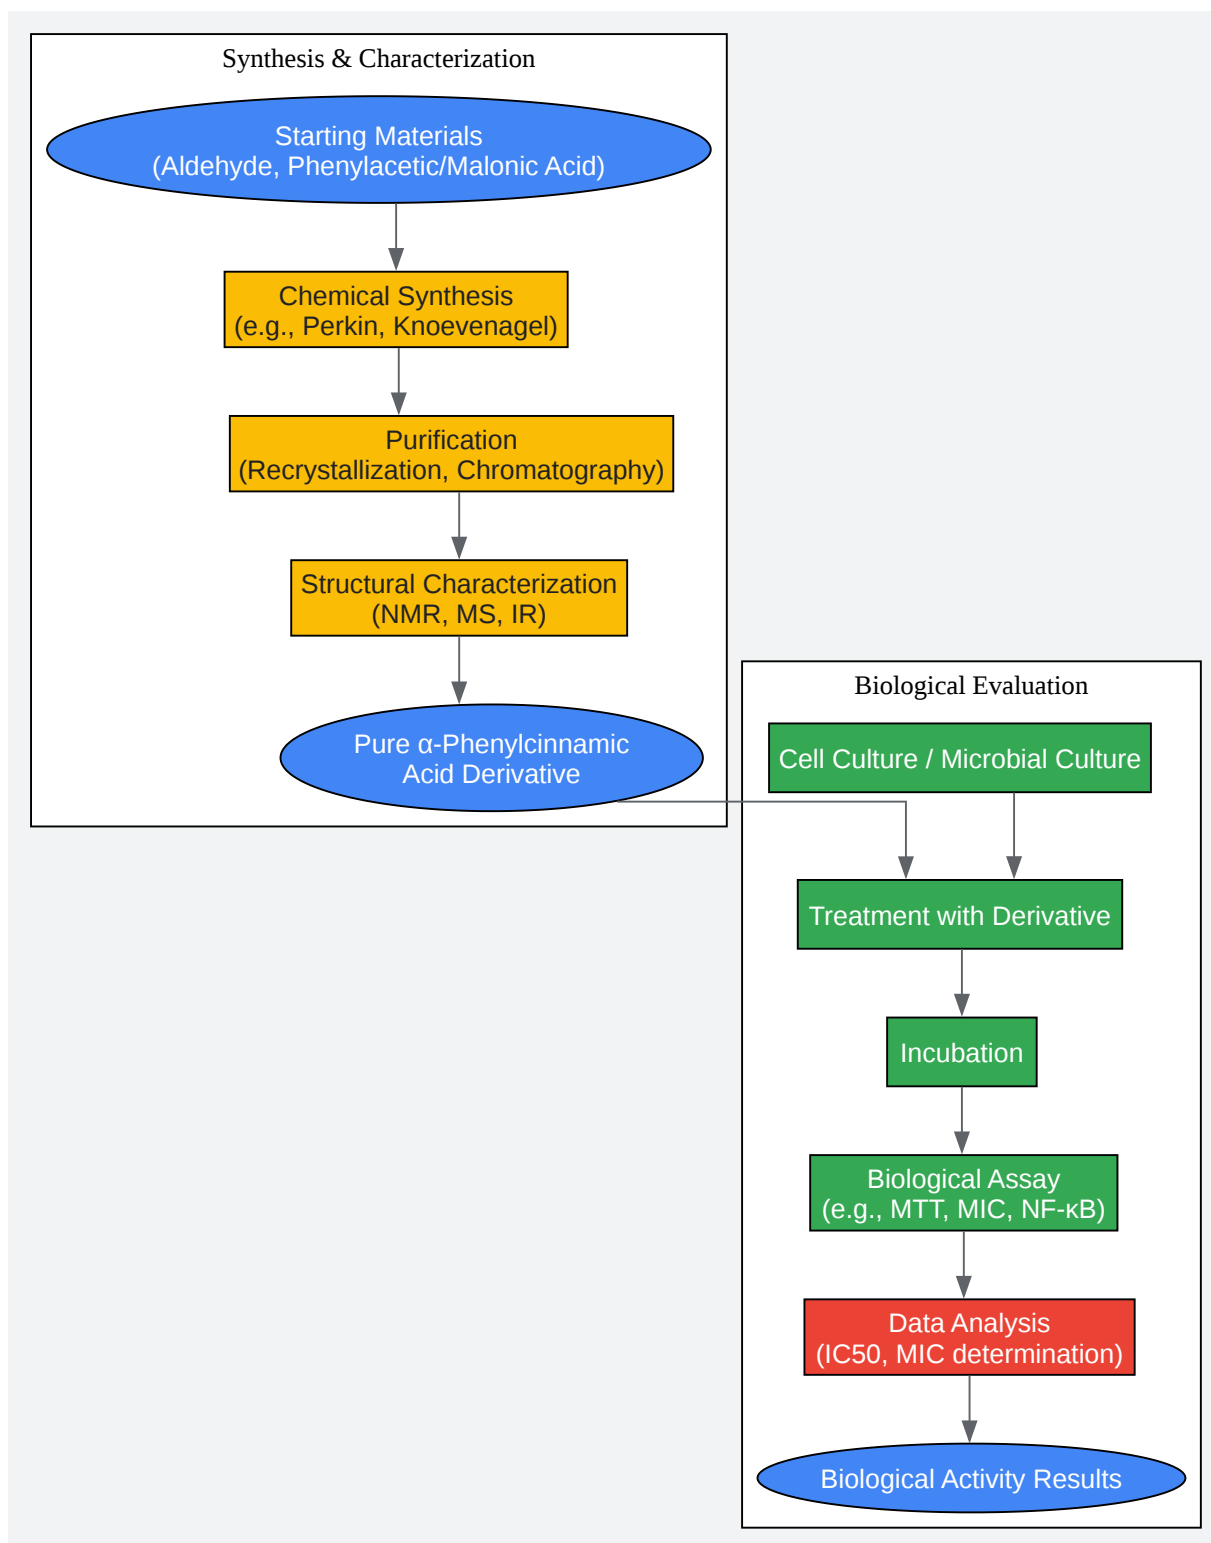 Synthesis & Characterization
Starting Materials
(Aldehyde, Phenylacetic/Malonic Acid)
Chemical Synthesis
(e.g., Perkin, Knoevenagel)
Purification
(Recrystallization, Chromatography)
Structural Characterization
(NMR, MS, IR)
Pure α-Phenylcinnamic
Acid Derivative
Biological Evaluation
Cell Culture / Microbial Culture
Treatment with Derivative
Incubation
Biological Assay
(e.g., MTT, MIC, NF-κB)
Data Analysis
(IC50, MIC determination)
Biological Activity Results